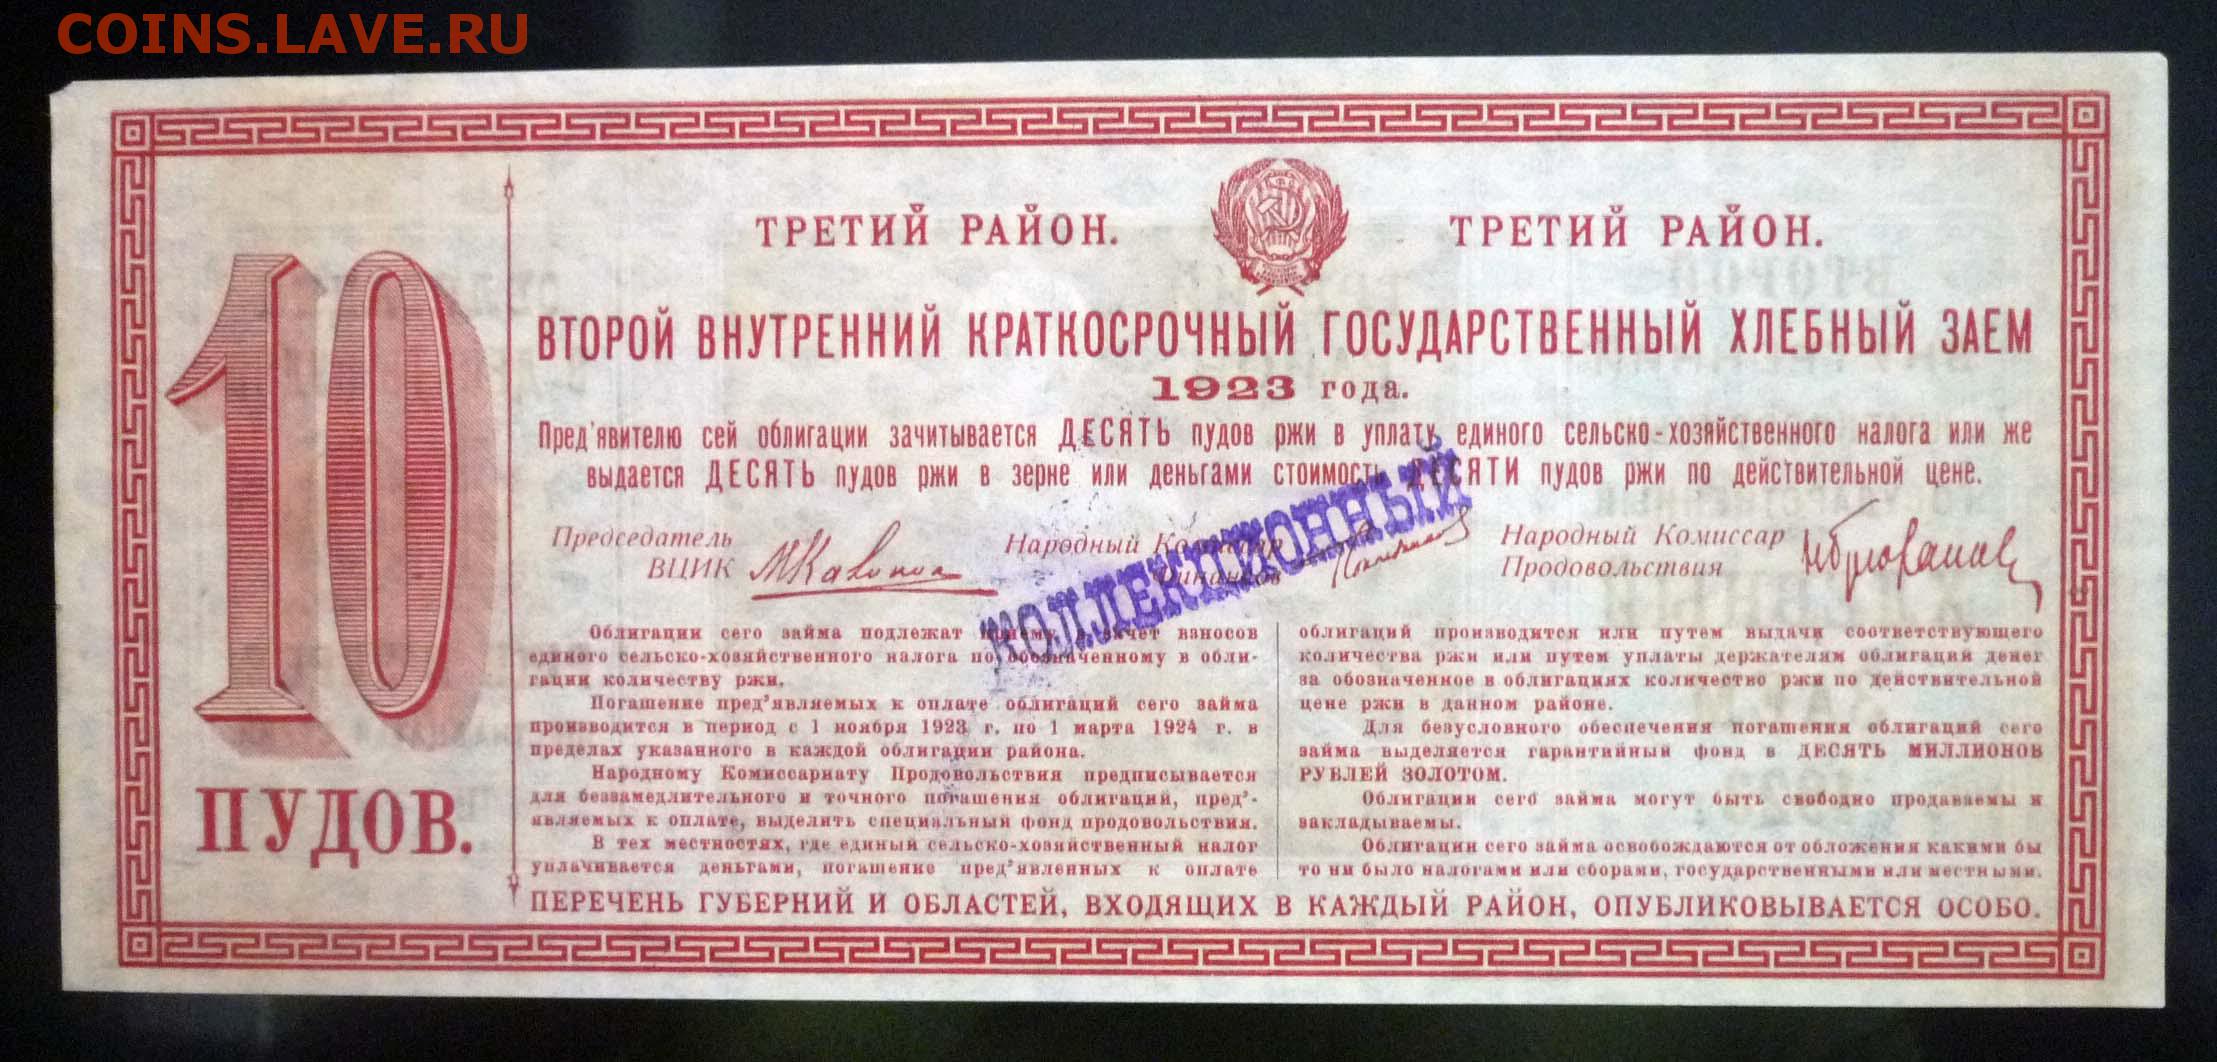 COINS.LAVE.RU
ТРЕТИЙ РАЙОН. ТРЕТИЙ РАЙОН.
10
ПУДОВ.
ВТОРОЙ ВНУТРЕННИЙ КРАТКОСРОЧНЫЙ ГОСУДАРСТВЕННЫЙ ХЛЕБНЫЙ ЗАЕМ
1923 года.
Пред'явителю сей облигации зачитывается ДЕСЯТЬ пудов ржи в уплату единого сельско-хозяйственного налога или же
выдается ДЕСЯТЬ пудов ржи в зерне или деньгами стоимость ДЕСЯТИ пудов ржи по действительной цене.
Председатель
ВЦИК
Народный Комиссар
Финансов
Народный Комиссар
Продовольствия
КОЛЛЕКЦИОННЫЙ
Облигации сего займа подлежат приему в зачет взносов
единого сельско-хозяйственного налога по обозначенному в обли-
гации количеству ржи.
Погашение пред'являемых к оплате облигаций сего займа
производится в период с 1 ноября 1923 г. по 1 марта 1924 г. в
пределах указанного в каждой облигации района.
Народному Комиссариату Продовольствия предписывается
для беззамедлительного и точного погашения облигаций, пред'-
являемых к оплате, выделить специальный фонд продовольствия.
В тех местностях, где единый сельско-хозяйственный налог
уплачивается деньгами, погашение пред'явленных к оплате
облигаций производится или путем выдачи соответствующего
количества ржи или путем уплаты держателям облигаций денег
за обозначенное в облигациях количество ржи по действительной
цене ржи в данном районе.
Для безусловного обеспечения погашения облигаций сего
займа выделяется гарантийный фонд в ДЕСЯТЬ МИЛЛИОНОВ
РУБЛЕЙ ЗОЛОТОМ.
Облигации сего займа могут быть свободно продаваемы и
закладываемы.
Облигации сего займа освобождаются от обложения какими бы
то ни было налогами или сборами, государственными или местными.
ПЕРЕЧЕНЬ ГУБЕРНИЙ И ОБЛАСТЕЙ, ВХОДЯЩИХ В КАЖДЫЙ РАЙОН, ОПУБЛИКОВЫВАЕТСЯ ОСОБО.